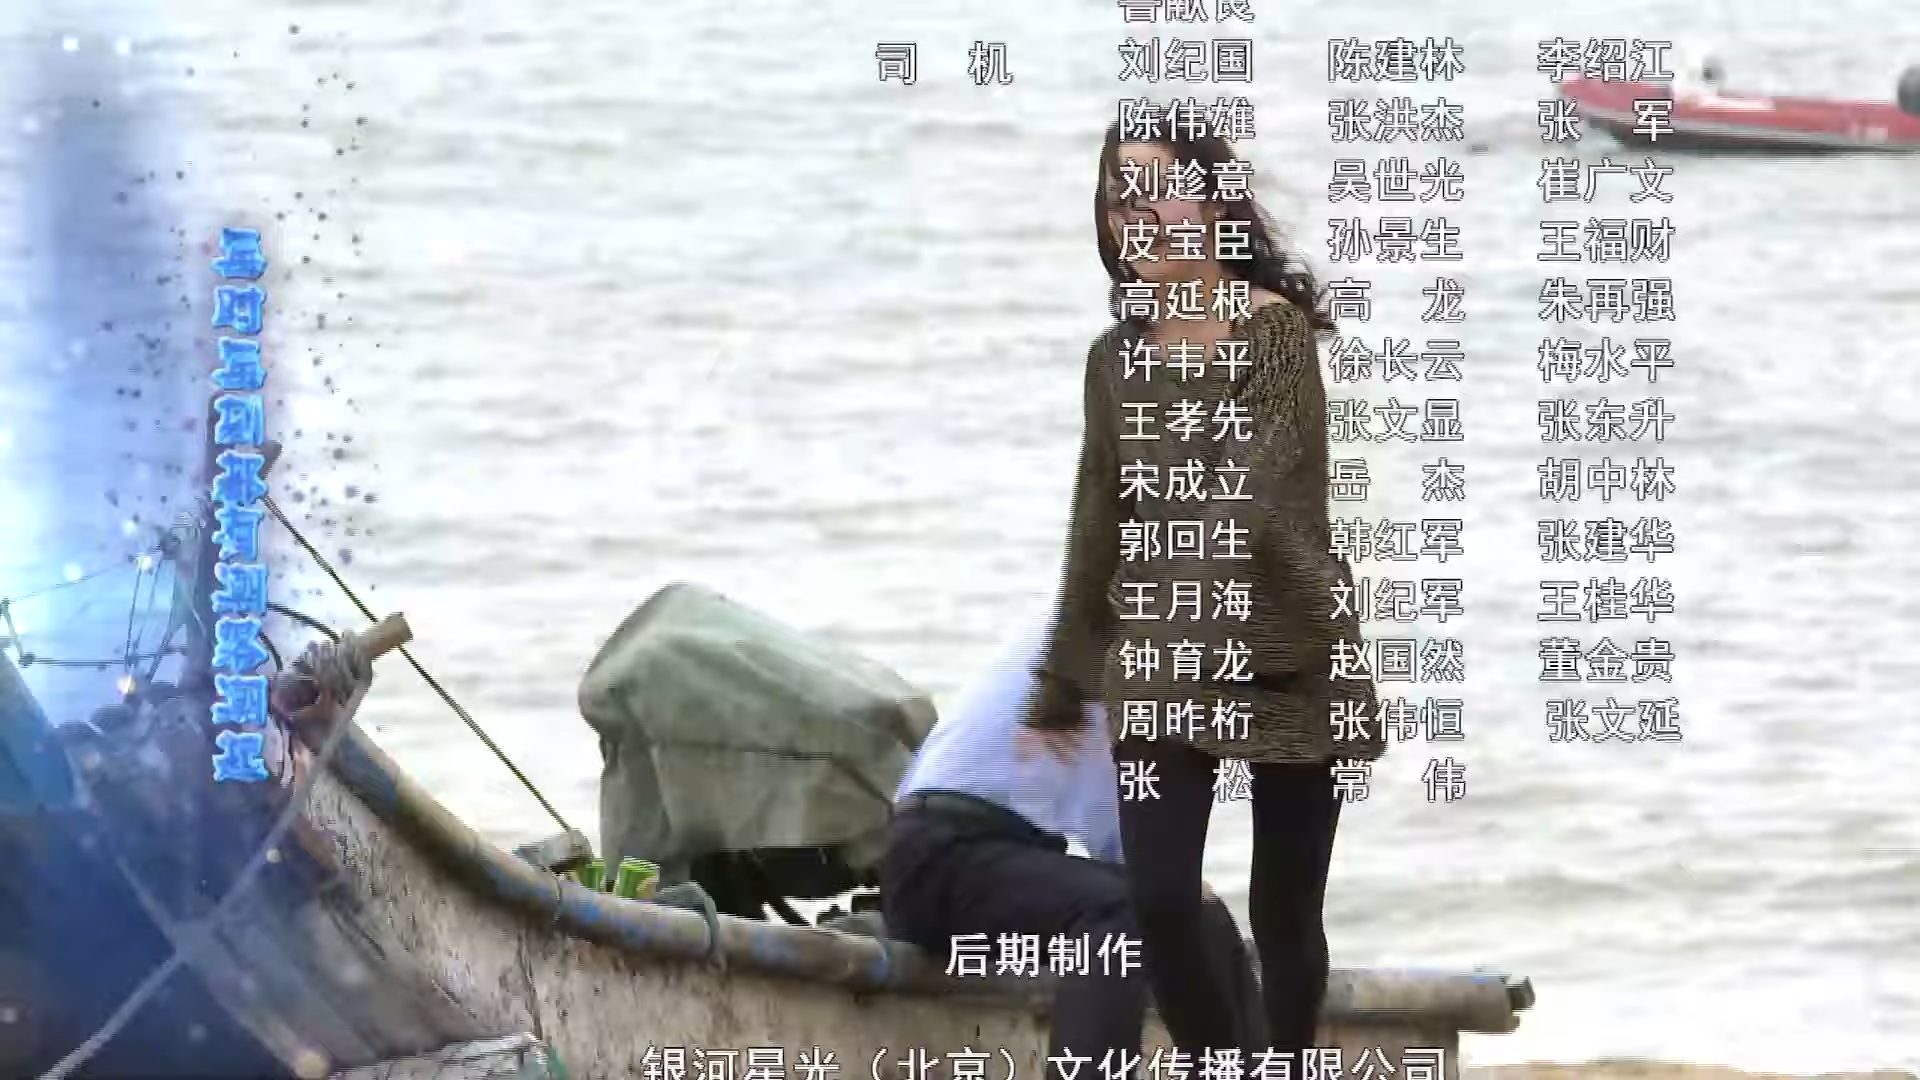 司 机 刘纪国 陈建林 李绍江
陈伟雄 张洪杰 张 军
刘趁意 吴世光 崔广文
皮宝臣 孙景生 王福财
高延根 高 龙 朱再强
许韦平 徐长云 梅水平
王孝先 张文显 张东升
宋成立 岳 杰 胡中林
郭回生 韩红军 张建华
王月海 刘纪军 王桂华
钟育龙 赵国然 董金贵
周昨桁 张伟恒 张文延
张 松 常 伟
后期制作
银河星光（北京）文化传播有限公司